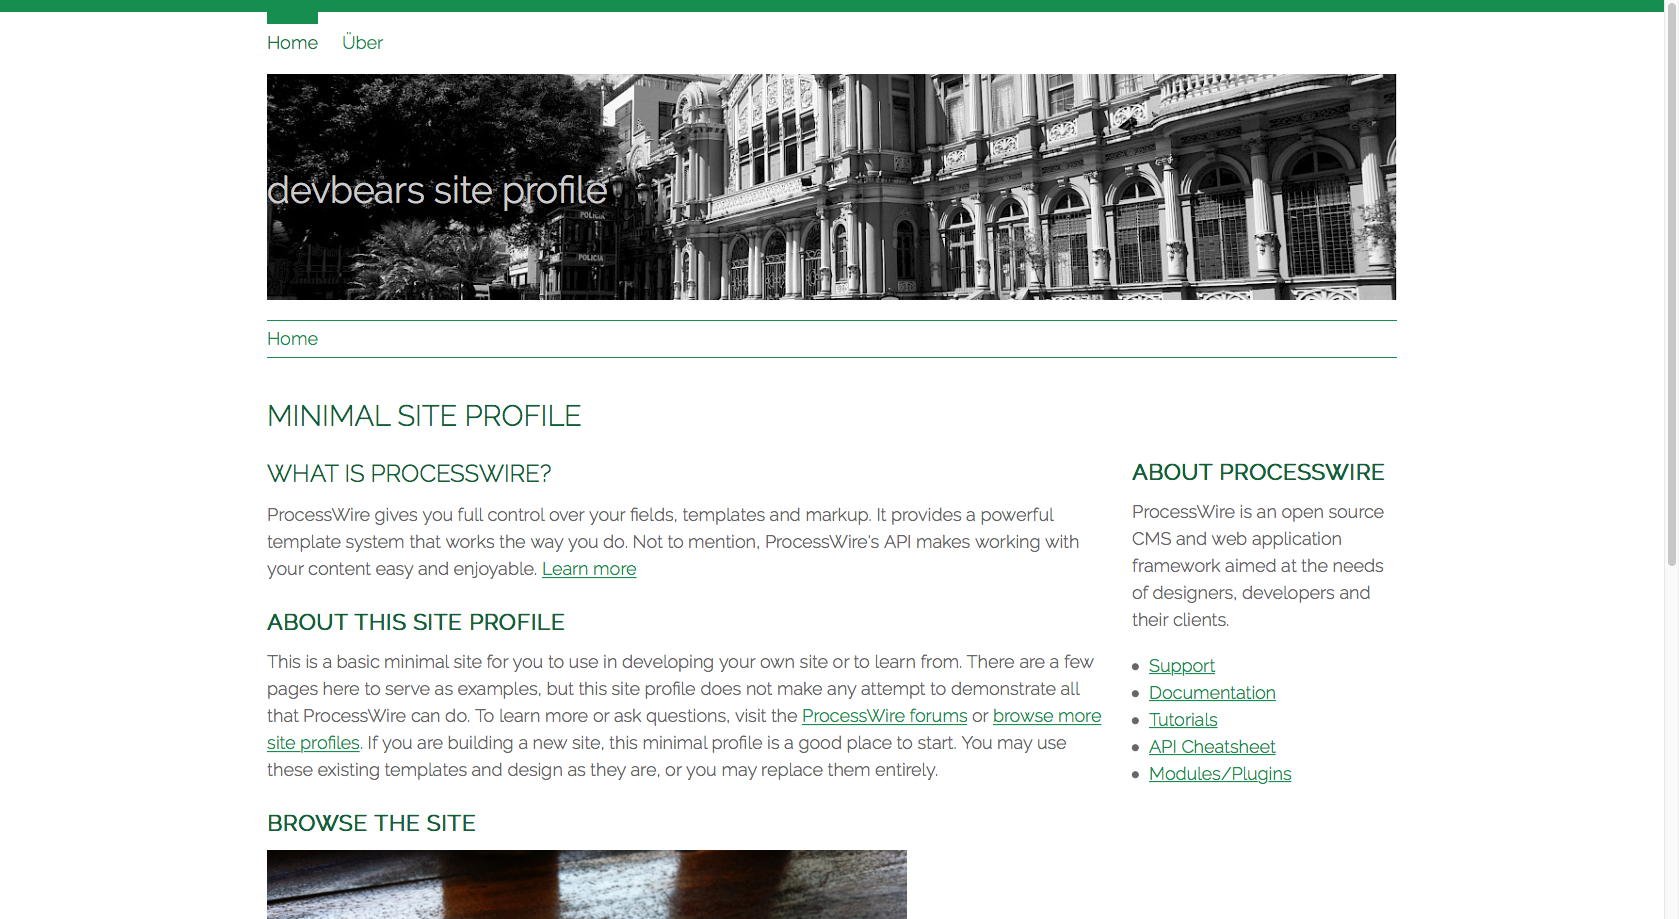 Home Über
devbears site profile
POLICIA
POLICIA
Home
MINIMAL SITE PROFILE
WHAT IS PROCESSWIRE?
ProcessWire gives you full control over your fields, templates and markup. It provides a powerful
template system that works the way you do. Not to mention, ProcessWire's API makes working with
your content easy and enjoyable. Learn more
ABOUT THIS SITE PROFILE
This is a basic minimal site for you to use in developing your own site or to learn from. There are a few
pages here to serve as examples, but this site profile does not make any attempt to demonstrate all
that ProcessWire can do. To learn more or ask questions, visit the ProcessWire forums or browse more
site profiles. If you are building a new site, this minimal profile is a good place to start. You may use
these existing templates and design as they are, or you may replace them entirely.
BROWSE THE SITE
ABOUT PROCESSWIRE
ProcessWire is an open source
CMS and web application
framework aimed at the needs
of designers, developers and
their clients.
Support
Documentation
Tutorials
API Cheatsheet
Modules/Plugins